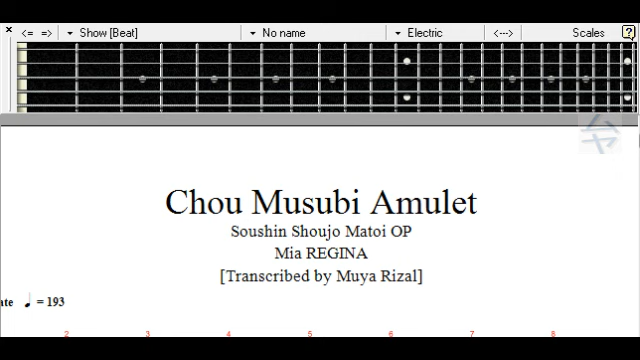 <= => Show [Beat] No name Electric <---> Scales ?
Chou Musubi Amulet
Soushin Shoujo Matoi OP
Mia REGINA
[Transcribed by Muya Rizal]
= 193
2 3 4 5 6 7 8